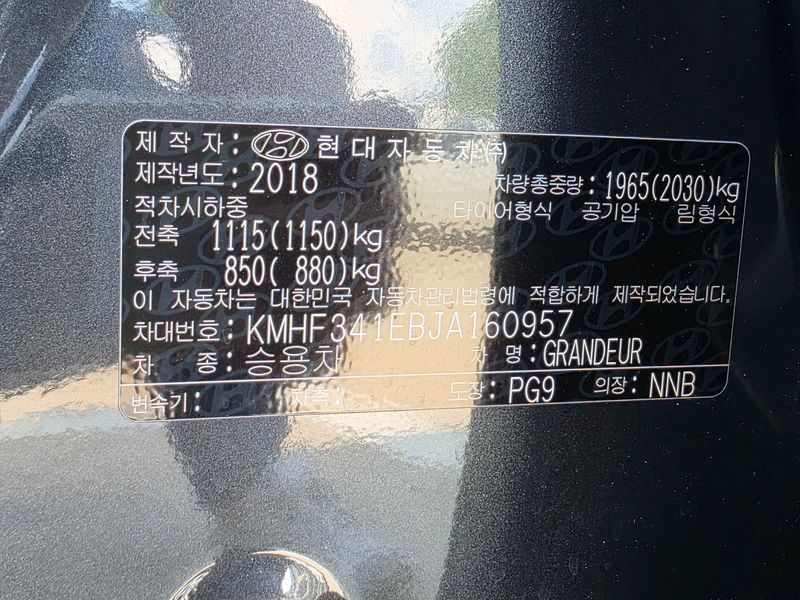 제 작 자 : 현대자동차(주)
제작년도 : 2018 차량총중량 : 1965(2030)kg
적차시하중 타이어형식 공기압 림형식
전축 1115(1150)kg
후축 850( 880)kg
이 자동차는 대한민국 자동차관리법령에 적합하게 제작되었습니다.
차대번호 : KMHF341EBJA160957
차 종 : 승용차 차 명 : GRANDEUR
변속기 : 차축 : 도장 : PG9 의장 : NNB